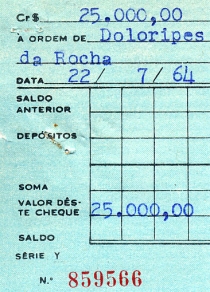 Cr$ 25.000,00
A ORDEM DE Doloripes
da Rocha
DATA 22/ 7/ 64
SALDO
ANTERIOR
DEPÓSITOS
SOMA
VALOR DÊS-
TE CHEQUE 25.000,00
SALDO
SÉRIE Y
N.º 859566